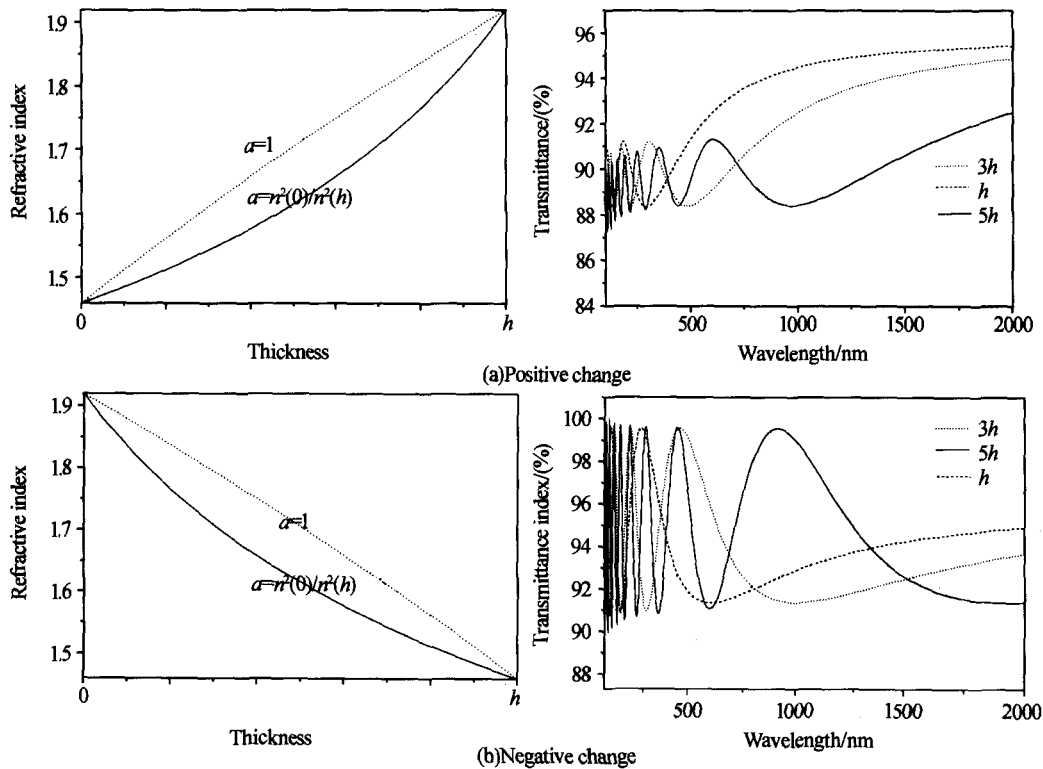 1.9
1.8
1.7
1.6
1.5
Refractive index
a=1
a=n²(0)/n²(h)
0
h
Thickness
96
94
92
90
88
86
84
Transmittance/(%)
3h
h
5h
500
1000
1500
2000
Wavelength/nm
(a)Positive change
1.9
1.8
1.7
1.6
1.5
Refractive index
a=1
a=n²(0)/n²(h)
0
h
Thickness
100
98
96
94
92
90
88
Transmittance index/(%)
3h
5h
h
500
1000
1500
2000
Wavelength/nm
(b)Negative change